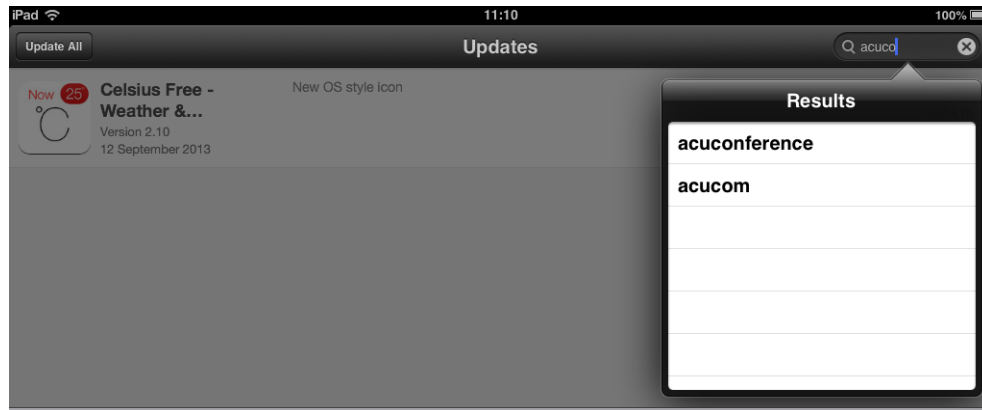 iPad 11:10 100%
Update All Updates acuco
Now 25°
°C
Celsius Free -
Weather &...
Version 2.10
12 September 2013
New OS style icon
Results
acuconference
acucom